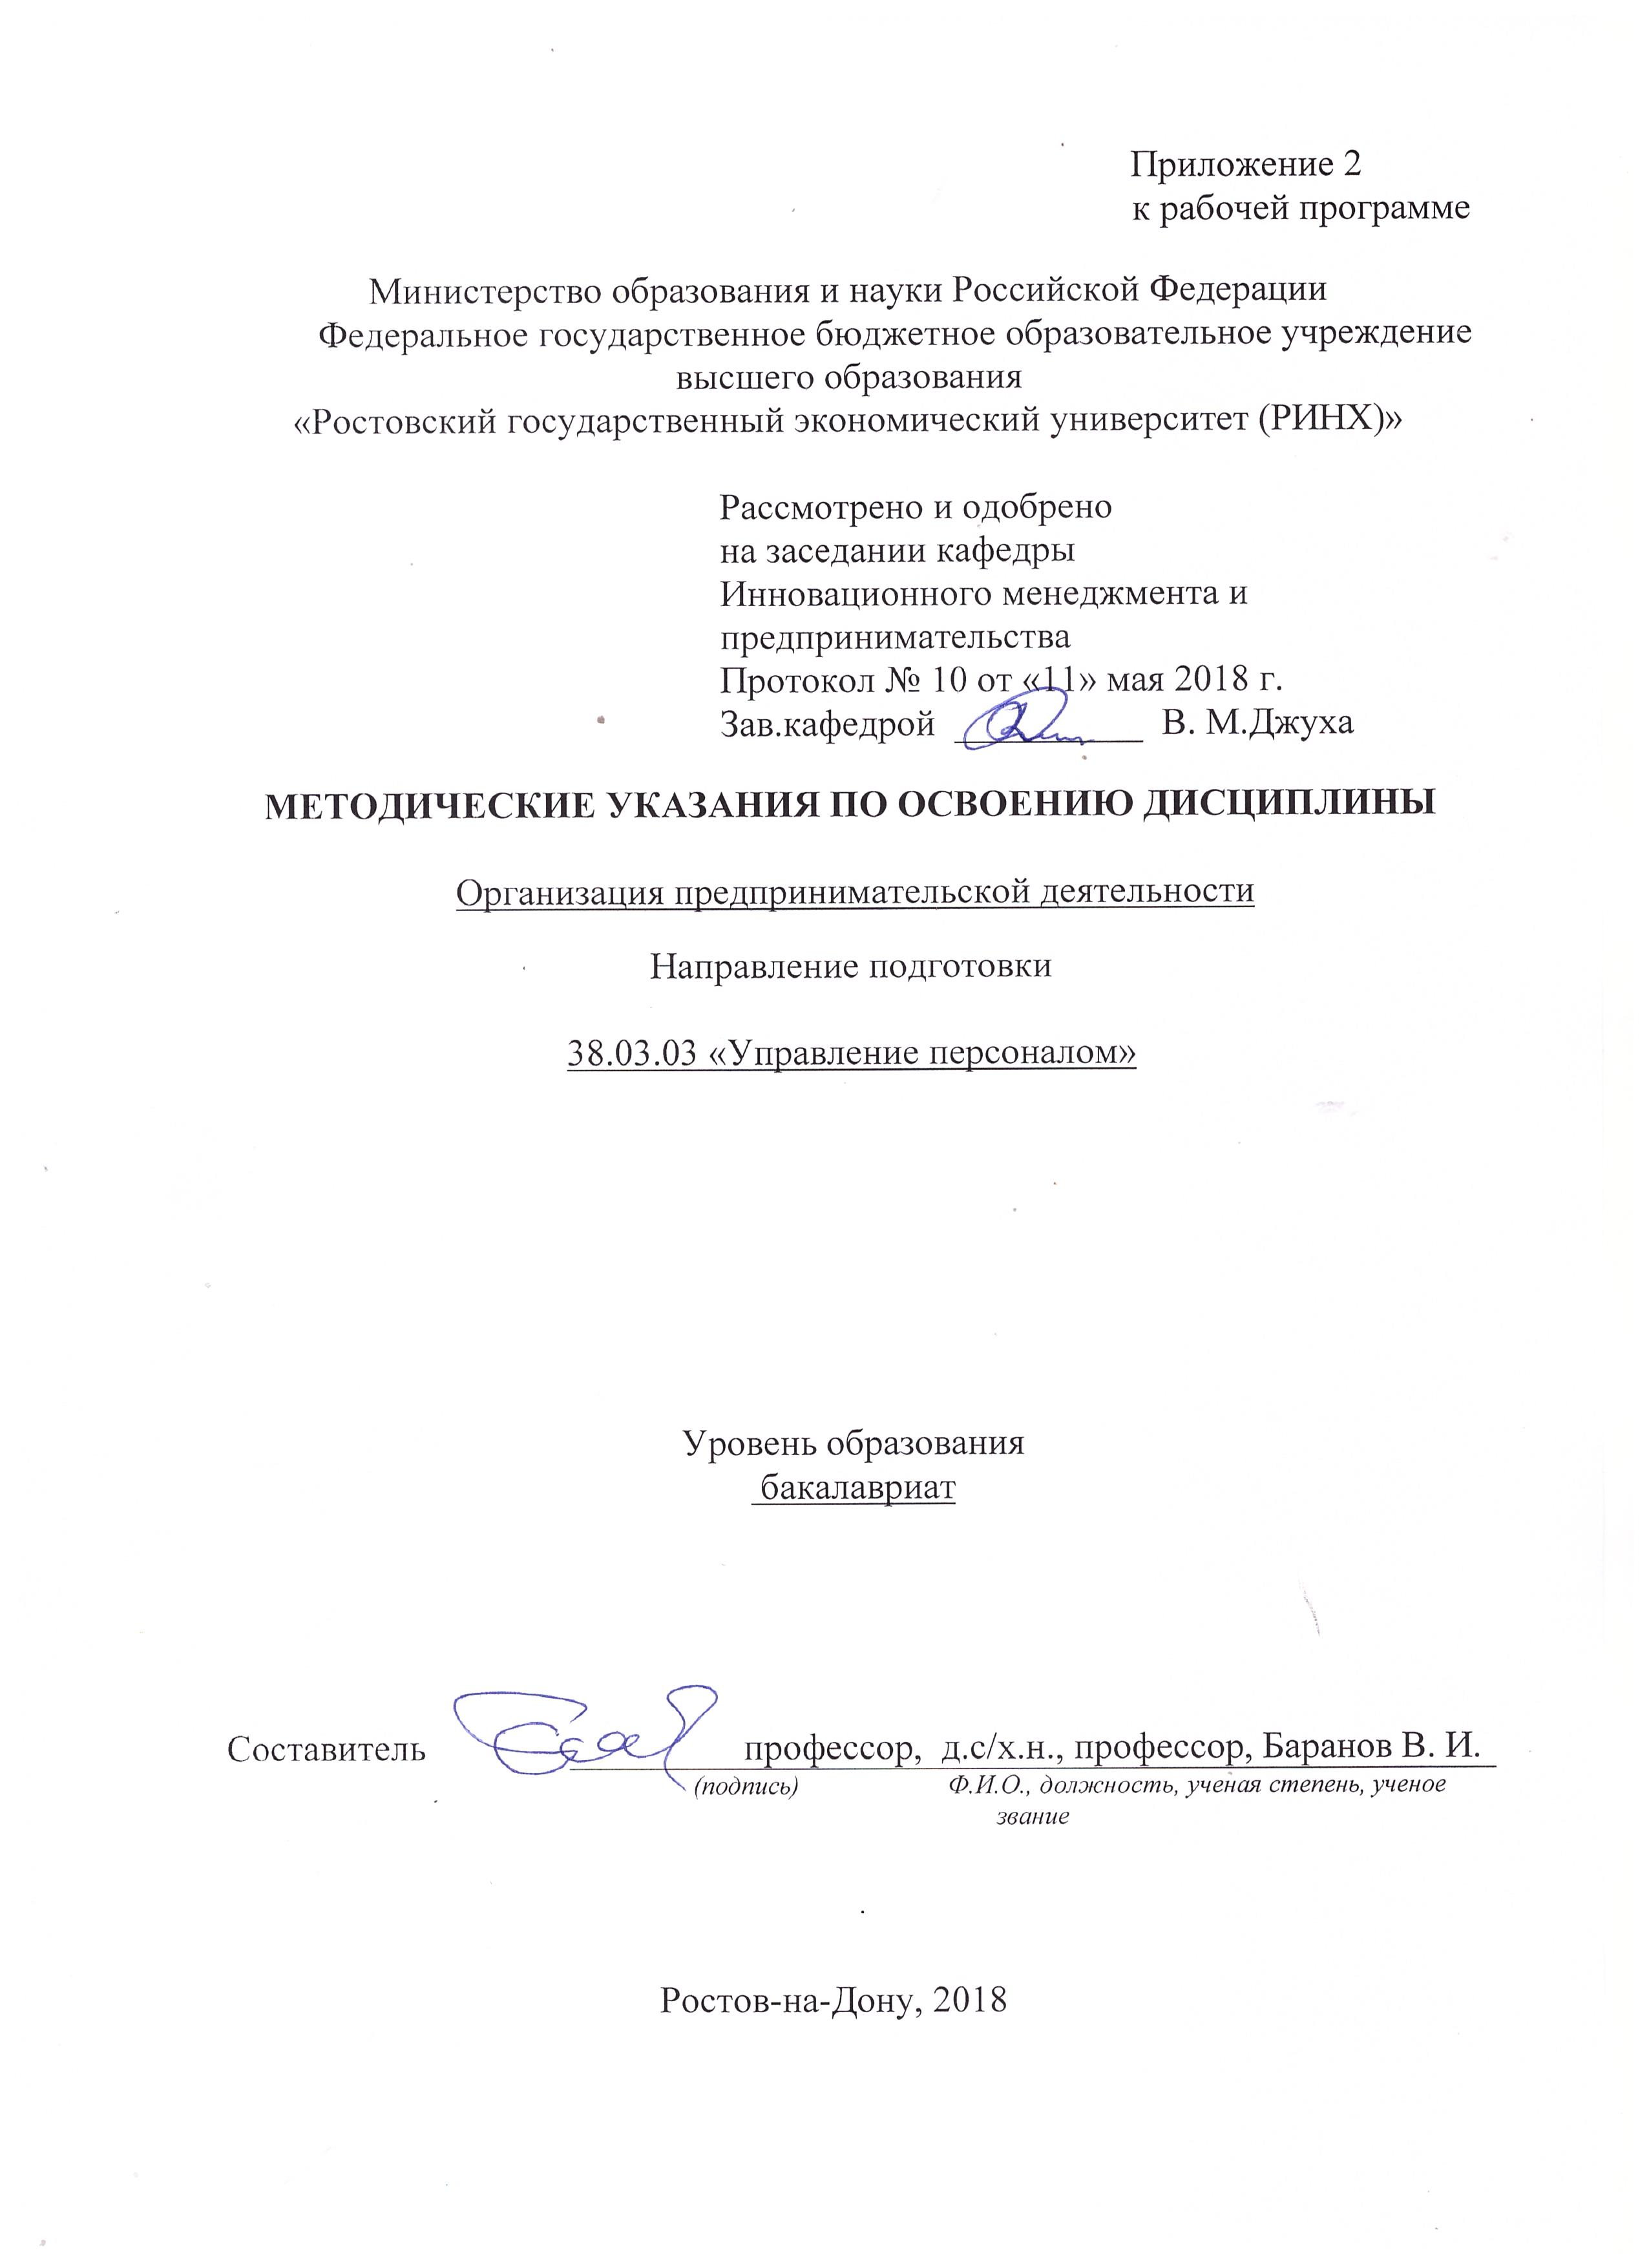 Приложение 2
к рабочей программе
Министерство образования и науки Российской Федерации
Федеральное государственное бюджетное образовательное учреждение
высшего образования
«Ростовский государственный экономический университет (РИНХ)»
Рассмотрено и одобрено
на заседании кафедры
Инновационного менеджмента и
предпринимательства
Протокол № 10 от «11» мая 2018 г.
Зав.кафедрой __________ В. М.Джуха
МЕТОДИЧЕСКИЕ УКАЗАНИЯ ПО ОСВОЕНИЮ ДИСЦИПЛИНЫ
Организация предпринимательской деятельности
Направление подготовки
38.03.03 «Управление персоналом»
Уровень образования
бакалавриат
Составитель профессор, д.с/х.н., профессор, Баранов В. И.
(подпись) Ф.И.О., должность, ученая степень, ученое
звание
Ростов-на-Дону, 2018